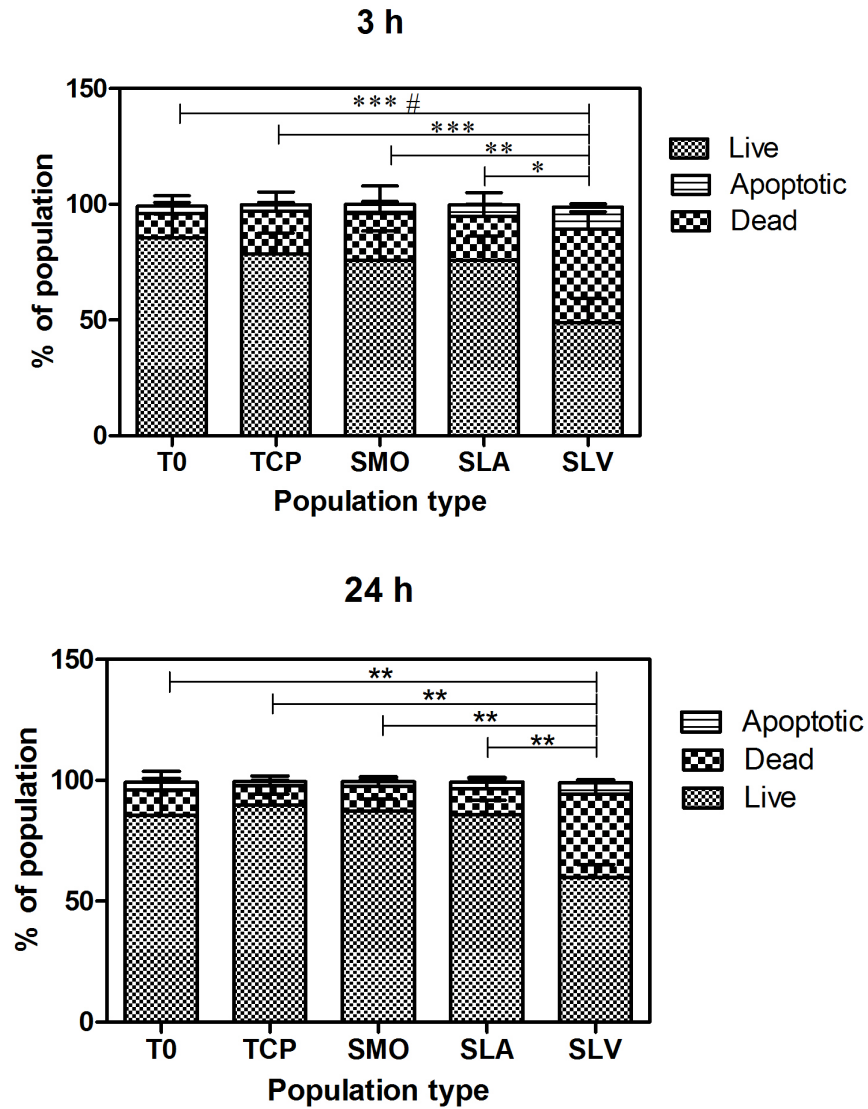 3 h
150
*** #
***
**
*
100
50
0
% of population
Live
Apoptotic
Dead
T0 TCP SMO SLA SLV
Population type
24 h
150
**
**
**
**
100
50
0
% of population
Apoptotic
Dead
Live
T0 TCP SMO SLA SLV
Population type